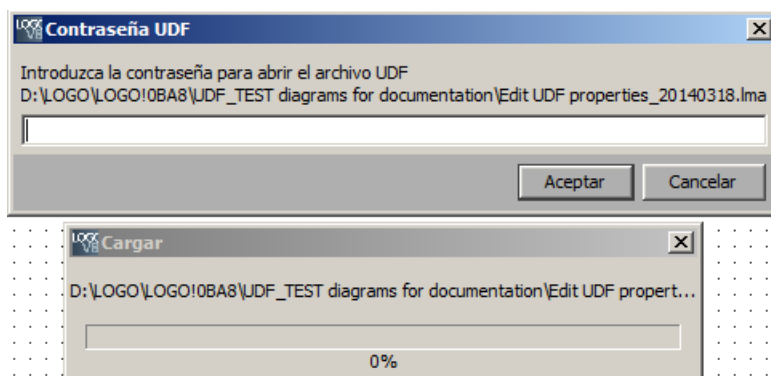 Contraseña UDF
Introduzca la contraseña para abrir el archivo UDF
D:\LOGO\LOGO!0BA8\UDF_TEST diagrams for documentation\Edit UDF properties_20140318.lma
Aceptar Cancelar
Cargar
D:\LOGO\LOGO!0BA8\UDF_TEST diagrams for documentation\Edit UDF propert...
0%